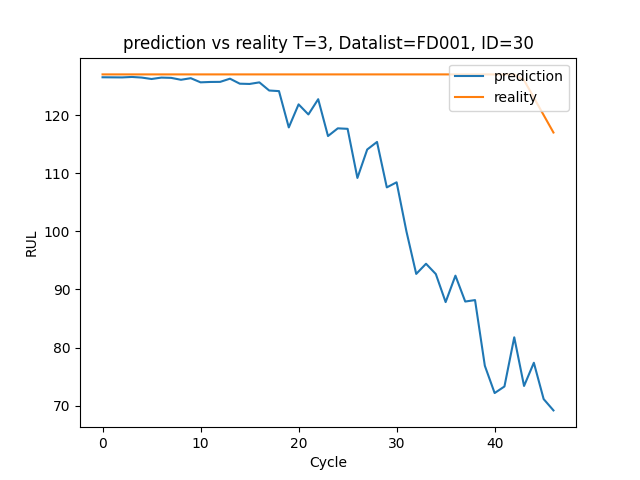 prediction vs reality T=3, Datalist=FD001, ID=30
prediction
reality
RUL
120
110
100
90
80
70
0 10 20 30 40
Cycle